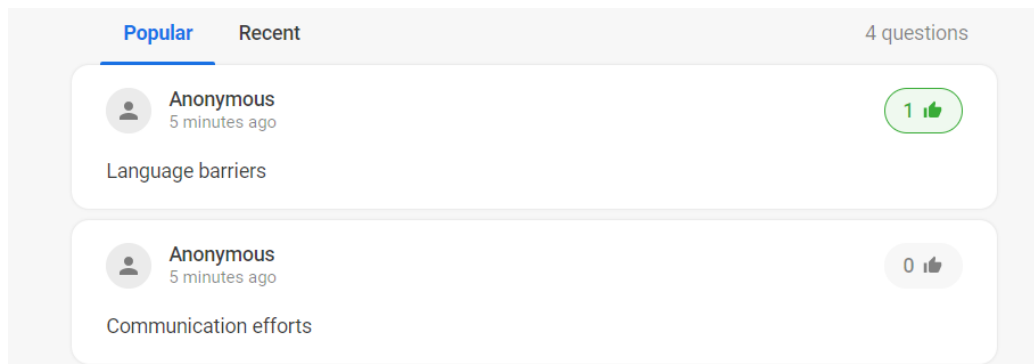 Popular Recent 4 questions
Anonymous
5 minutes ago
1
Language barriers
Anonymous
5 minutes ago
0
Communication efforts